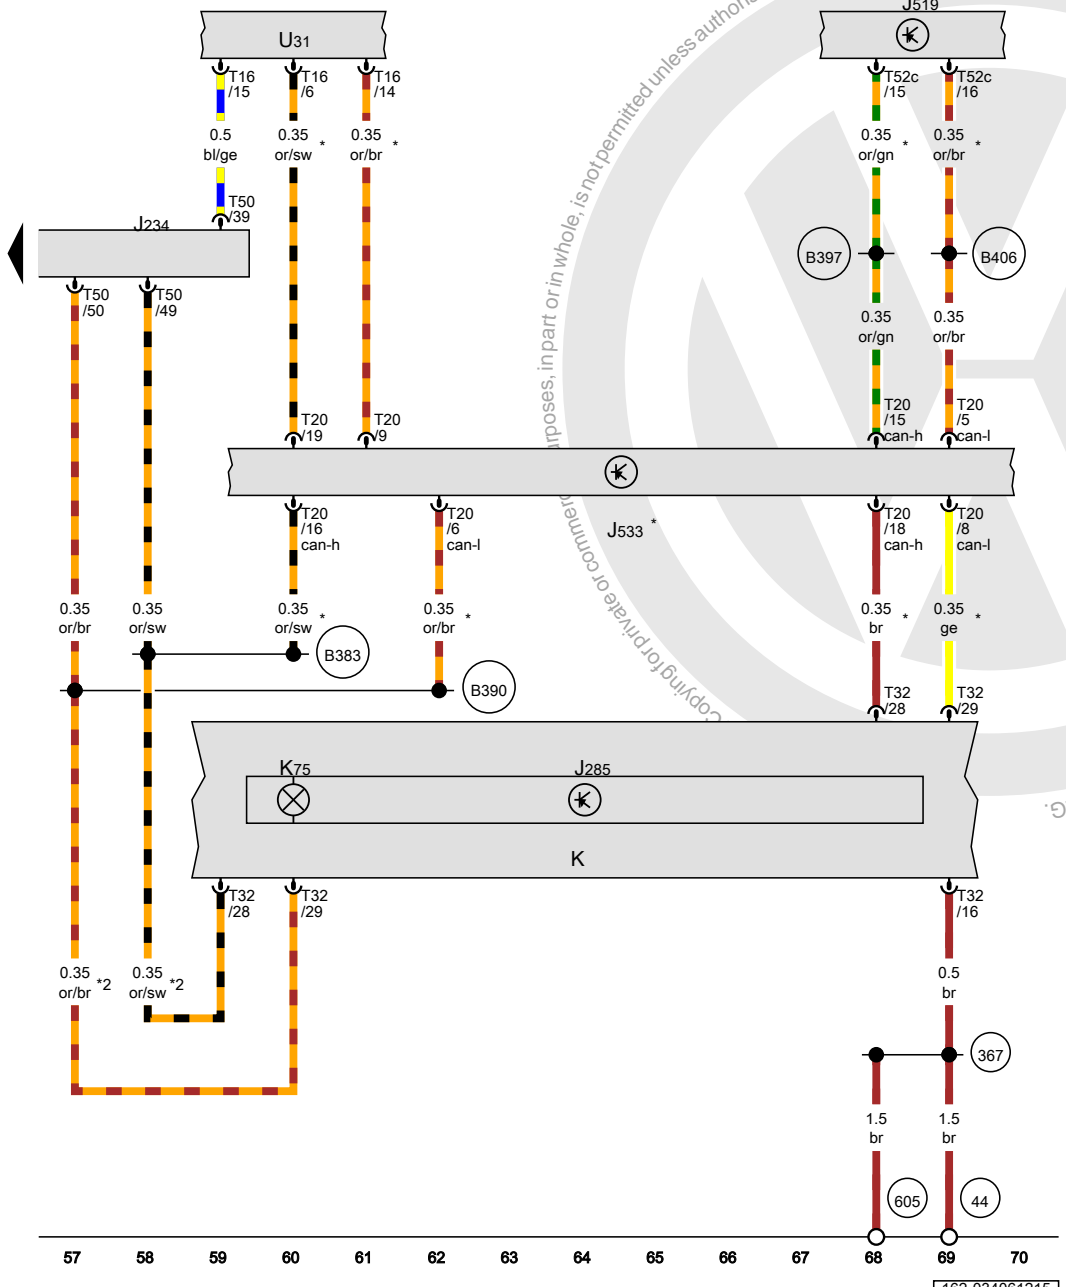 U31
J519
T16
/15
T16
/6
T16
/14
T52c
/15
T52c
/16
0.5
bl/ge
0.35
or/sw *
0.35
or/br *
0.35
or/gn *
0.35
or/br *
T50
/39
J234
B397
B406
T50
/50
T50
/49
0.35
or/gn
0.35
or/br
T20
/19
T20
/9
T20
/15
can-h
T20
/5
can-l
T20
/16
can-h
T20
/6
can-l
J533 *
T20
/18
can-h
T20
/8
can-l
0.35
or/br
0.35
or/sw
0.35
or/sw *
0.35
or/br *
0.35
br *
0.35
ge *
B383
B390
T32
/28
T32
/29
K75
J285
K
T32
/28
T32
/29
T32
/16
0.35
or/br *2
0.35
or/sw *2
0.5
br
367
1.5
br
1.5
br
605
44
57 58 59 60 61 62 63 64 65 66 67 68 69 70
Copying for private or commer
urposes, in part or in whole, is not permitted unless authoris
G.